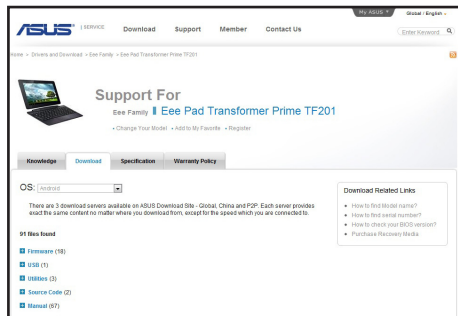 My ASUS
Global / English
ASUS | SERVICE Download Support Member Contact Us
Enter Keyword
Home > Drivers and Download > Eee Family > Eee Pad Transformer Prime TF201
Support For
Eee Family Eee Pad Transformer Prime TF201
Change Your Model Add to My Favorite Register
Knowledge Download Specification Warranty Policy
OS: Android
There are 3 download servers available on ASUS Download Site - Global, China and P2P. Each server provides
exact the same content no matter where you download from, except for the speed which you are connected to.
91 files found
Firmware (18)
USB (1)
Utilities (3)
Source Code (2)
Manual (67)
Download Related Links
How to find Model name?
How to find serial number?
How to check your BIOS version?
Purchase Recovery Media